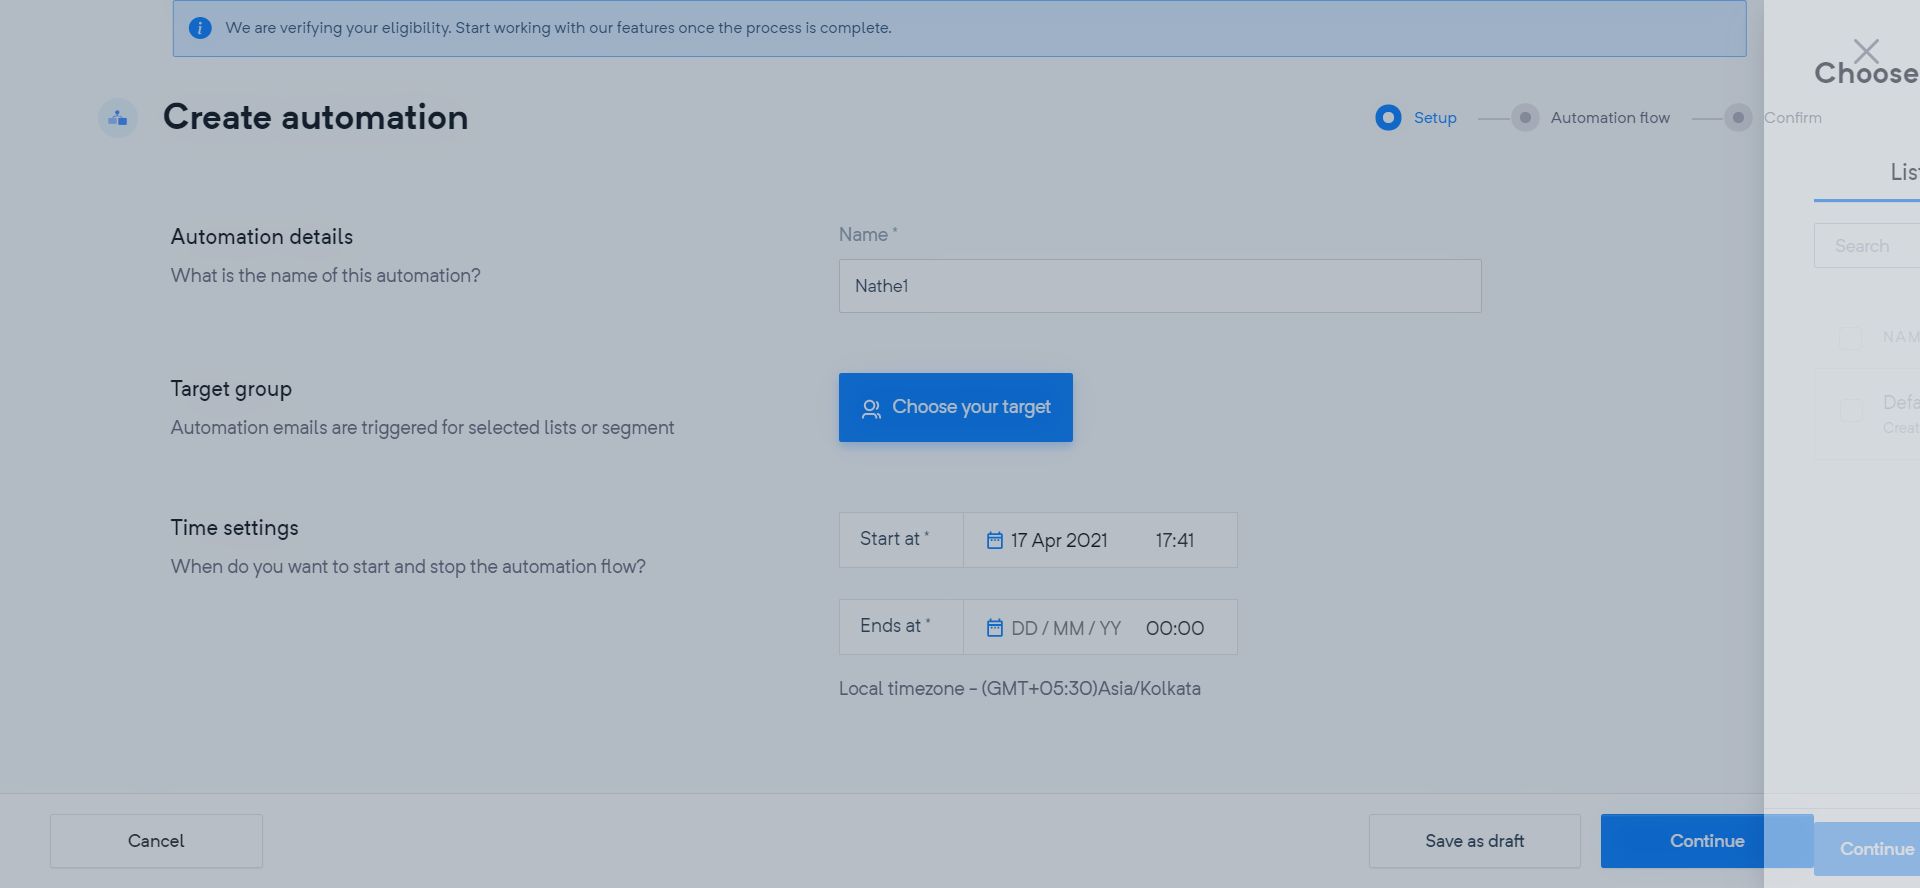 We are verifying your eligibility. Start working with our features once the process is complete.
Choose
Create automation
Setup
Automation flow
Confirm
Automation details
What is the name of this automation?
Name *
Nathe1
Search
Target group
Automation emails are triggered for selected lists or segment
Choose your target
Time settings
When do you want to start and stop the automation flow?
Start at *
17 Apr 2021
17:41
Ends at *
DD / MM / YY
00:00
Local timezone - (GMT+05:30)Asia/Kolkata
Cancel
Save as draft
Continue
Continue